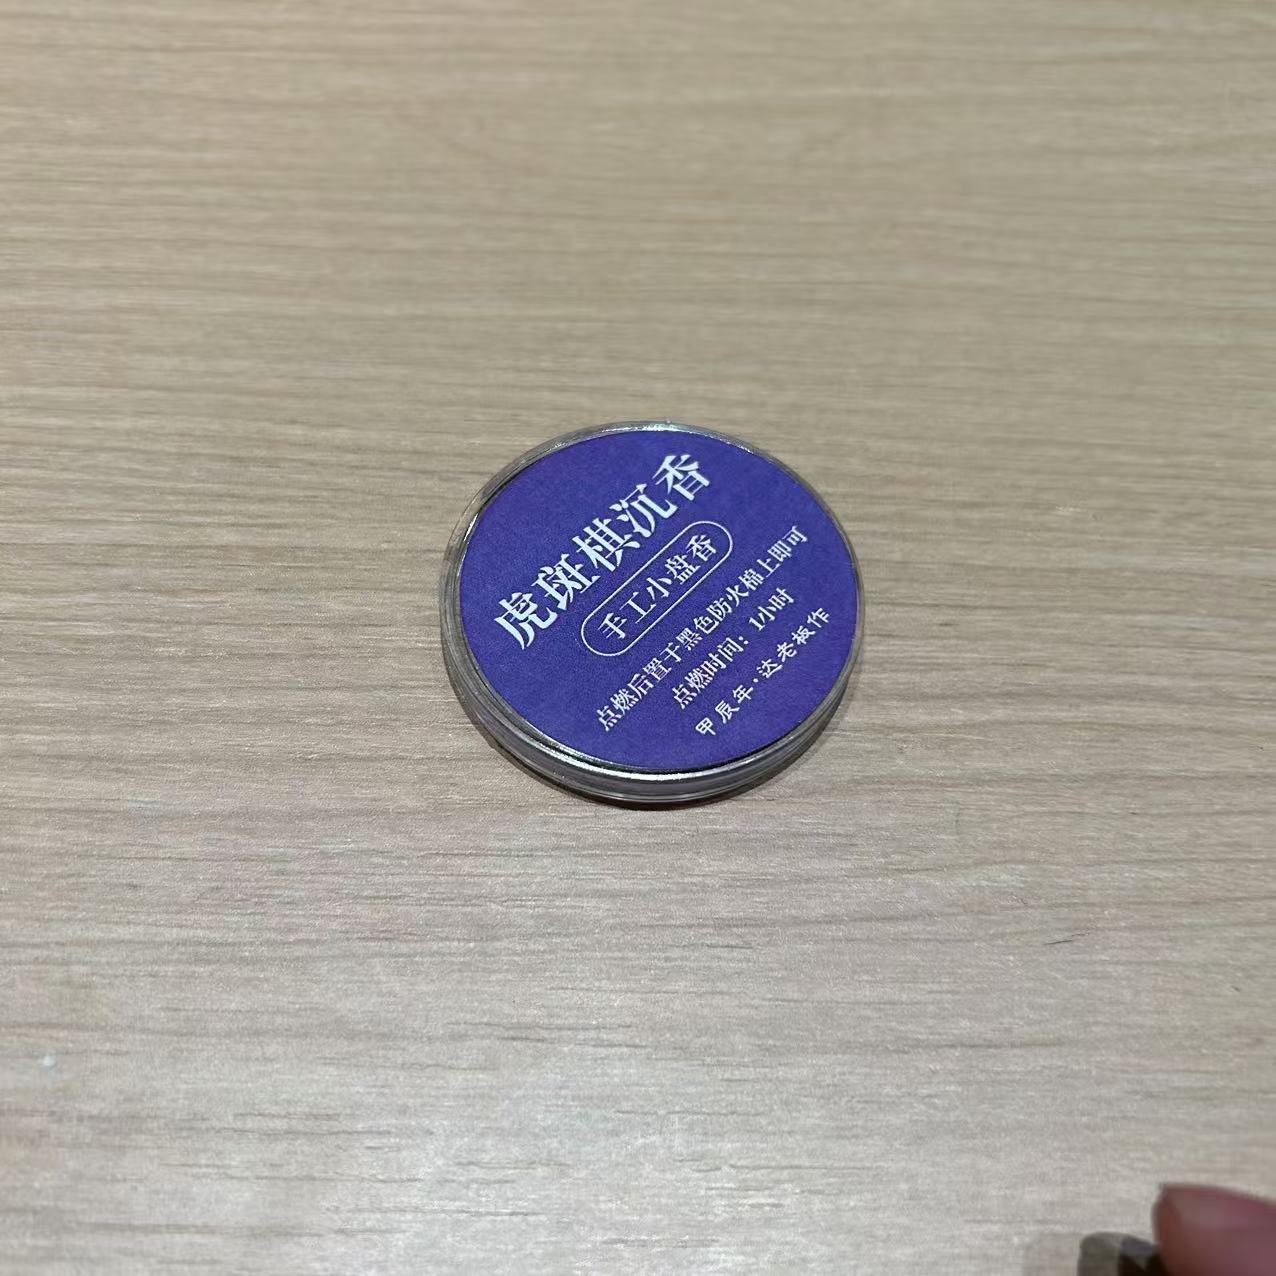 虎斑棋沉香
手工小盘香
点燃后置于黑色防火棉上即可
点燃时间：1小时
甲辰年·达老板作